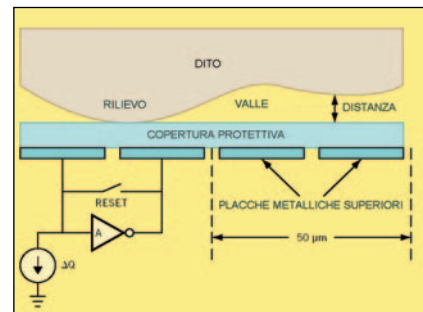 DITO
RILIEVO
VALLE
DISTANZA
COPERTURA PROTETTIVA
RESET
PLACCHE METALLICHE SUPERIORI
A
50 µm
ΔQ